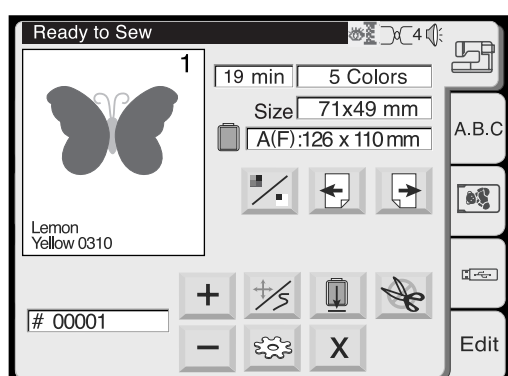 Ready to Sew
4
1
19 min
5 Colors
Size
71x49 mm
A(F):126 x 110 mm
A.B.C
Lemon
Yellow 0310
+
# 00001
−
X
Edit